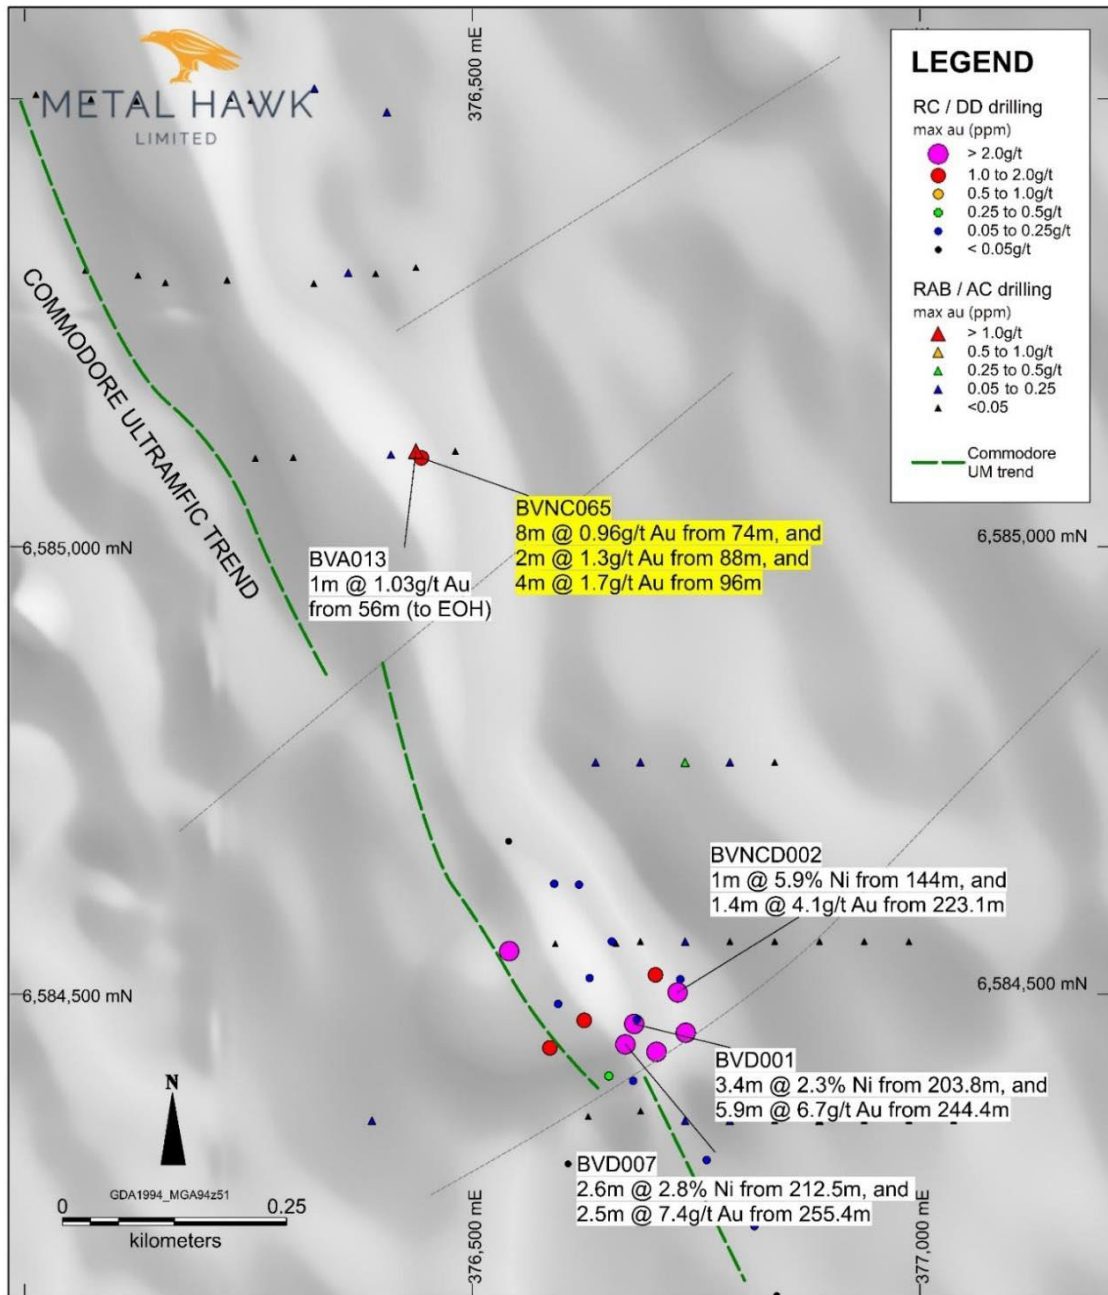 METAL HAWK
LIMITED
376,500 mE
377,000 mE
LEGEND
RC / DD drilling
max au (ppm)
> 2.0g/t
1.0 to 2.0g/t
0.5 to 1.0g/t
0.25 to 0.5g/t
0.05 to 0.25g/t
< 0.05g/t
RAB / AC drilling
max au (ppm)
> 1.0g/t
0.5 to 1.0g/t
0.25 to 0.5g/t
0.05 to 0.25
<0.05
Commodore
UM trend
COMMODORE ULTRAMFIC TREND
BVNC065
8m @ 0.96g/t Au from 74m, and
2m @ 1.3g/t Au from 88m, and
4m @ 1.7g/t Au from 96m
6,585,000 mN
6,585,000 mN
BVA013
1m @ 1.03g/t Au
from 56m (to EOH)
BVNCD002
1m @ 5.9% Ni from 144m, and
1.4m @ 4.1g/t Au from 223.1m
6,584,500 mN
6,584,500 mN
BVD001
3.4m @ 2.3% Ni from 203.8m, and
5.9m @ 6.7g/t Au from 244.4m
BVD007
2.6m @ 2.8% Ni from 212.5m, and
2.5m @ 7.4g/t Au from 255.4m
N
GDA1994_MGA94z51
0 0.25
kilometers
376,500 mE
377,000 mE